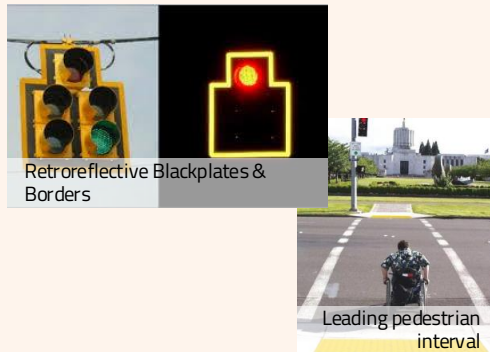 Retroreflective Blackplates &
Borders
Leading pedestrian
interval